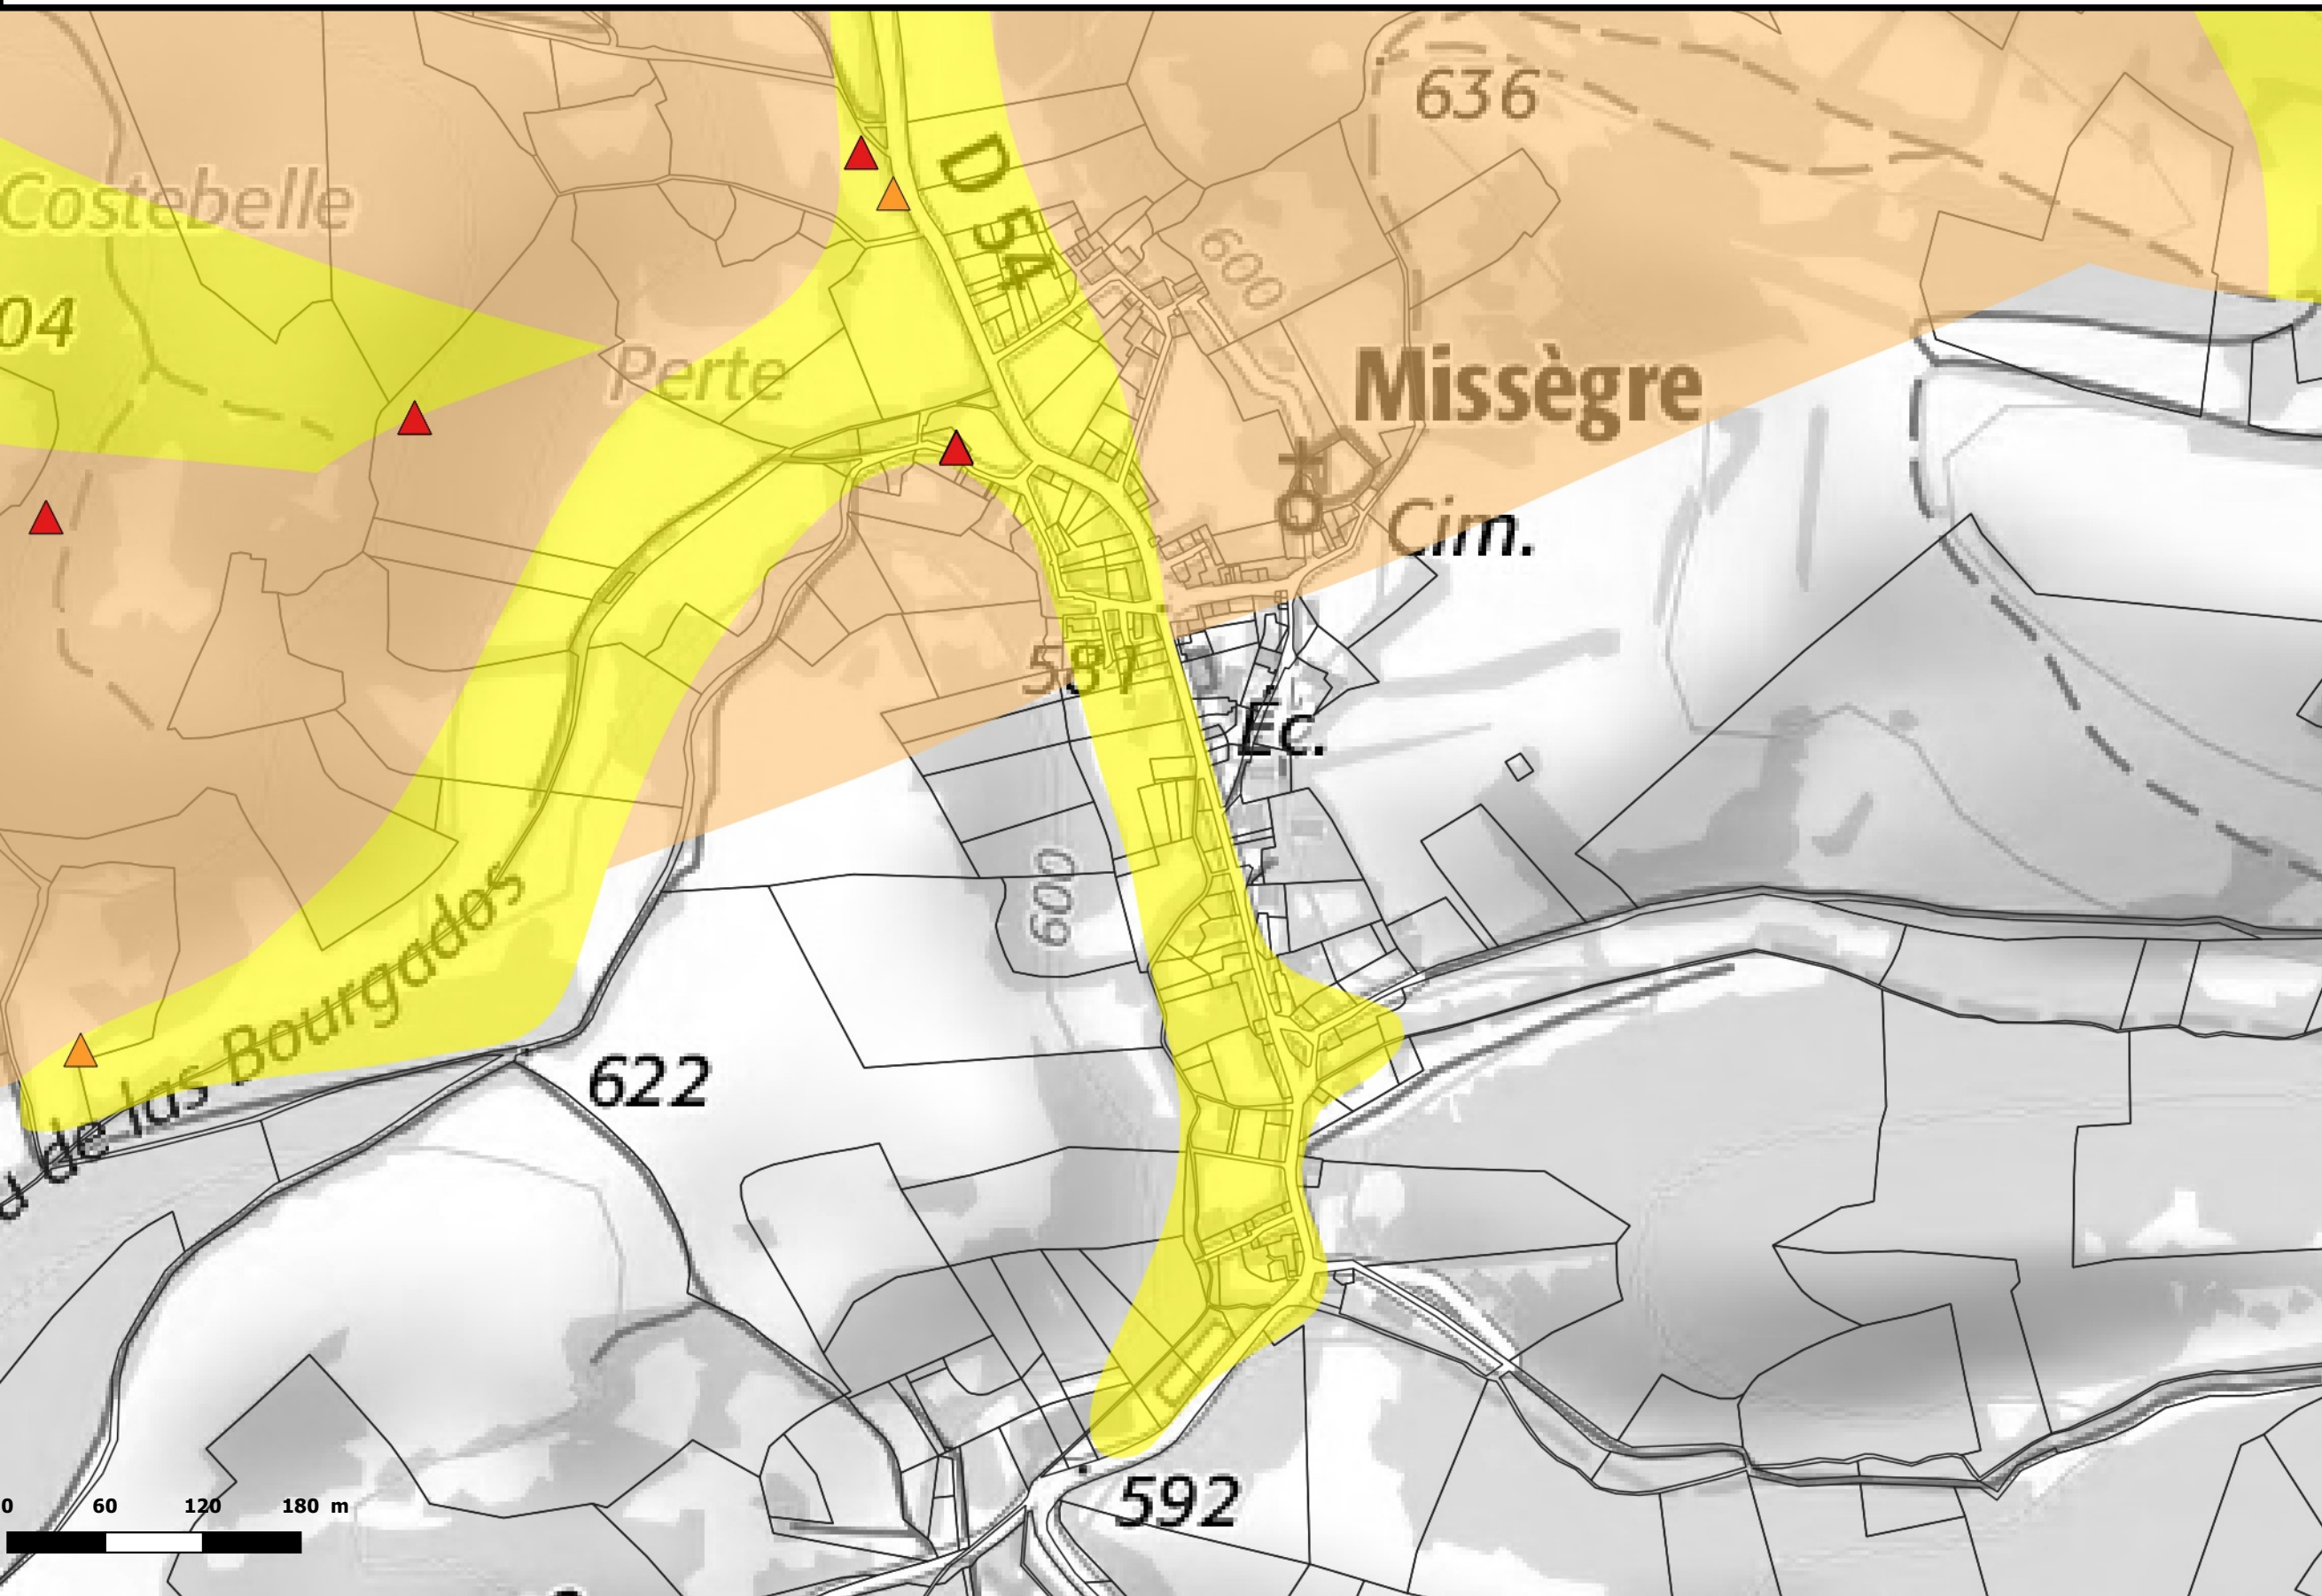 636
D 54
Costebelle
600
04
Perte
Missègre
Cim.
587
Ec.
600
de las Bourgados
622
592
0 60 120 180 m